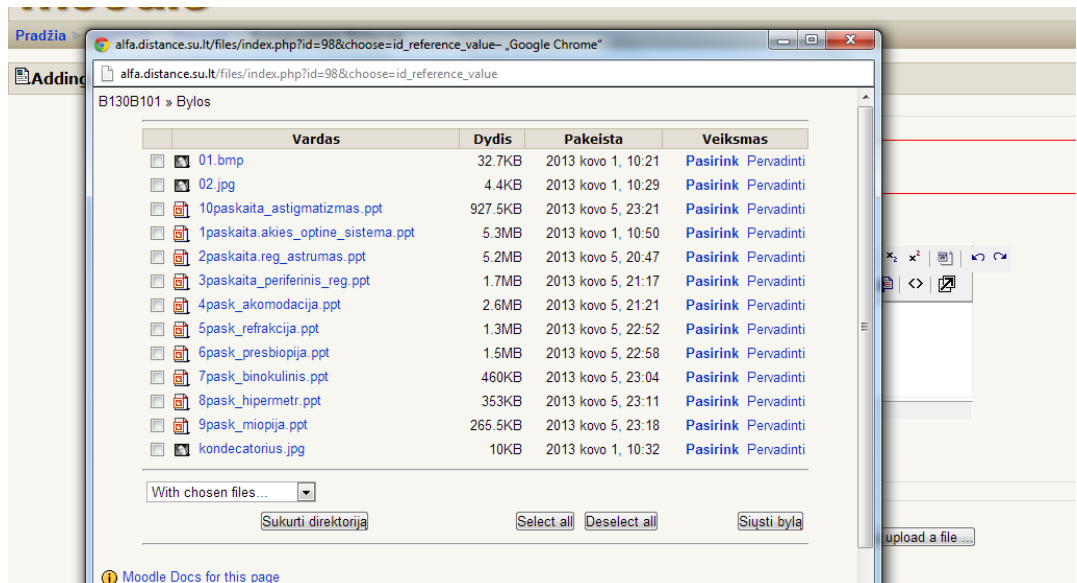 moodle
Pradžia
Adding
alfa.distance.su.lt/files/index.php?id=98&choose=id_reference_value– „Google Chrome“
alfa.distance.su.lt/files/index.php?id=98&choose=id_reference_value
B130B101 » Bylos
Vardas Dydis Pakeista Veiksmas
01.bmp 32.7KB 2013 kovo 1, 10:21 Pasirink Pervadinti
02.jpg 4.4KB 2013 kovo 1, 10:29 Pasirink Pervadinti
10paskaita_astigmatizmas.ppt 927.5KB 2013 kovo 5, 23:21 Pasirink Pervadinti
1paskaita.akies_optine_sistema.ppt 5.3MB 2013 kovo 1, 10:50 Pasirink Pervadinti
2paskaita.reg_astrumas.ppt 5.2MB 2013 kovo 5, 20:47 Pasirink Pervadinti
3paskaita_periferinis_reg.ppt 1.7MB 2013 kovo 5, 21:17 Pasirink Pervadinti
4pask_akomodacija.ppt 2.6MB 2013 kovo 5, 21:21 Pasirink Pervadinti
5pask_refrakcija.ppt 1.3MB 2013 kovo 5, 22:52 Pasirink Pervadinti
6pask_presbiopija.ppt 1.5MB 2013 kovo 5, 22:58 Pasirink Pervadinti
7pask_binokulinis.ppt 460KB 2013 kovo 5, 23:04 Pasirink Pervadinti
8pask_hipermetr.ppt 353KB 2013 kovo 5, 23:11 Pasirink Pervadinti
9pask_miopija.ppt 265.5KB 2013 kovo 5, 23:18 Pasirink Pervadinti
kondecatorius.jpg 10KB 2013 kovo 1, 10:32 Pasirink Pervadinti
With chosen files...
Sukurti direktoriją Select all Deselect all Siųsti bylą
upload a file ...
Moodle Docs for this page